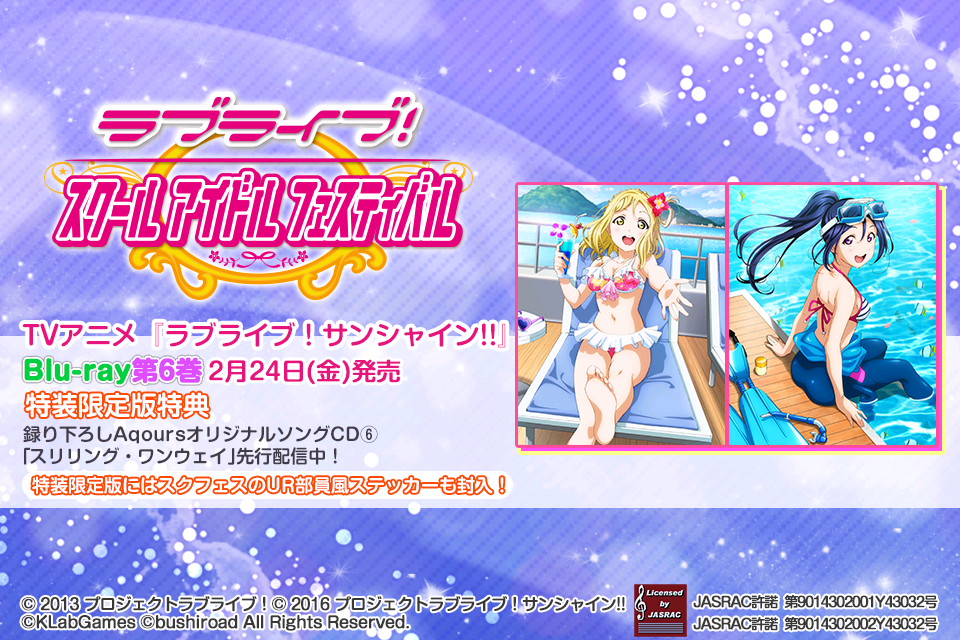 ラブライブ!
スクールアイドルフェスティバル
TVアニメ『ラブライブ!サンシャイン!!』
Blu-ray第6巻 2月24日(金)発売
特装限定版特典
録り下ろしAqoursオリジナルソングCD⑥
「スリリング・ワンウェイ」先行配信中!
特装限定版にはスクフェスのUR部員風ステッカーも封入!
© 2013 プロジェクトラブライブ!© 2016 プロジェクトラブライブ!サンシャイン!!
©KLabGames ©bushiroad All Rights Reserved.
Licensed
by
JASRAC
JASRAC許諾 第9014302001Y43032号
JASRAC許諾 第9014302002Y43032号